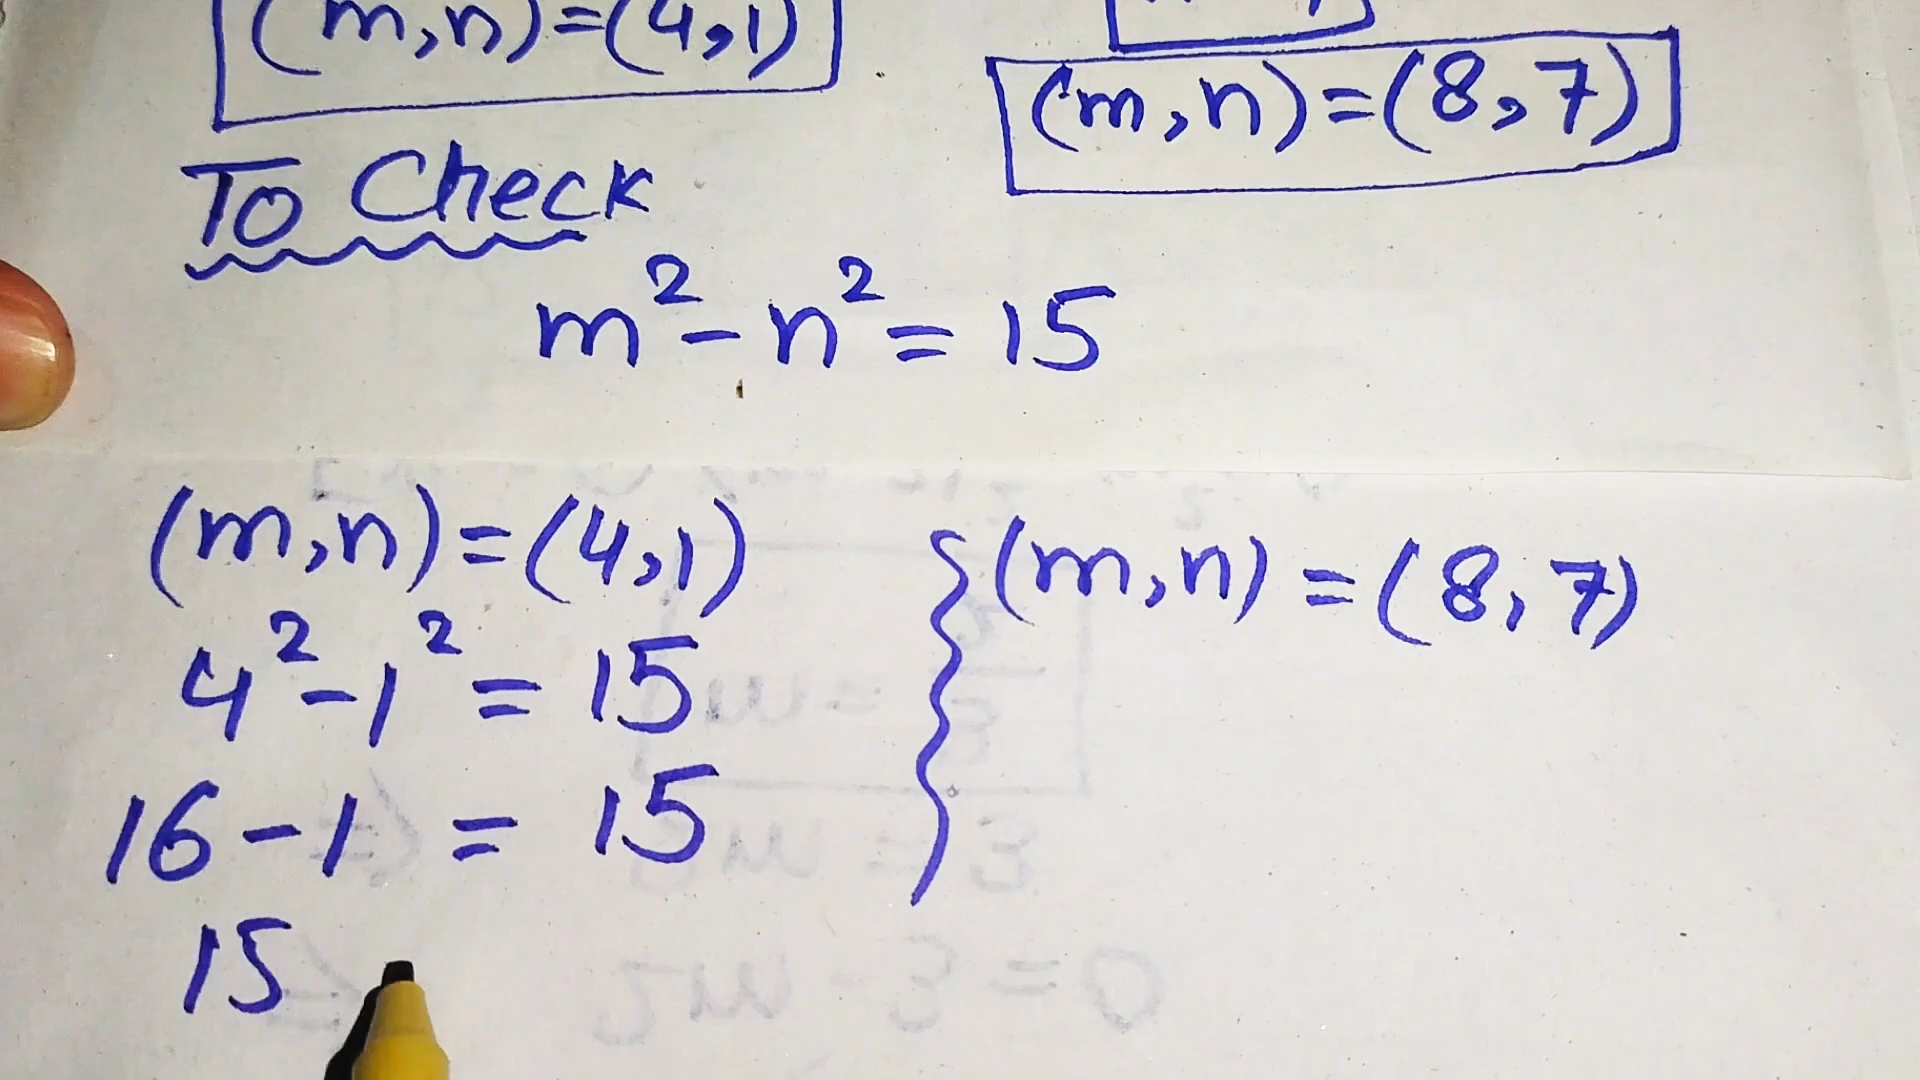 (m,n)=(4,1)
(m,n)=(8,7)
To Check
m²-n²=15
(m,n)=(4,1)
4²-1²=15
16-1=15
15
(m,n)=(8,7)